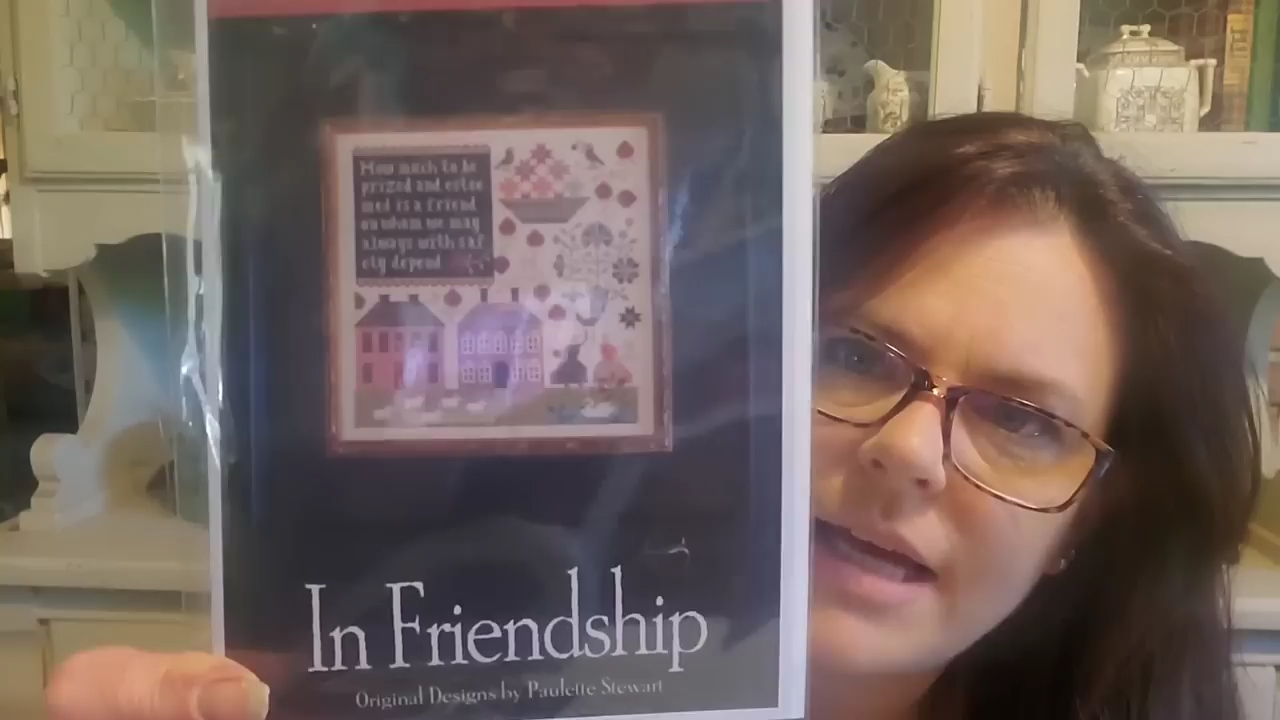 How much to be
prized and estee
med is a friend
on whom we may
always with saf
ety depend
In Friendship
Original Designs by Paulette Stewart